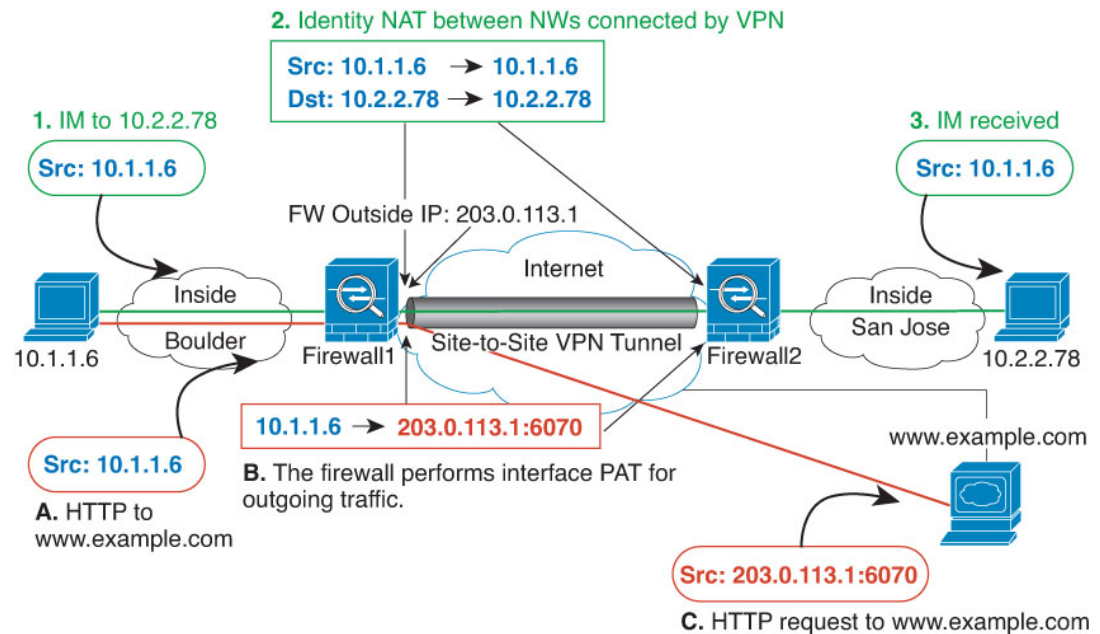 2. Identity NAT between NWs connected by VPN
Src: 10.1.1.6 → 10.1.1.6
Dst: 10.2.2.78 → 10.2.2.78
1. IM to 10.2.2.78
Src: 10.1.1.6
3. IM received
Src: 10.1.1.6
FW Outside IP: 203.0.113.1
Internet
Inside
Boulder
Inside
San Jose
10.1.1.6
Firewall1
Site-to-Site VPN Tunnel
Firewall2
10.2.2.78
10.1.1.6 → 203.0.113.1:6070
B. The firewall performs interface PAT for
outgoing traffic.
Src: 10.1.1.6
A. HTTP to
www.example.com
www.example.com
Src: 203.0.113.1:6070
C. HTTP request to www.example.com